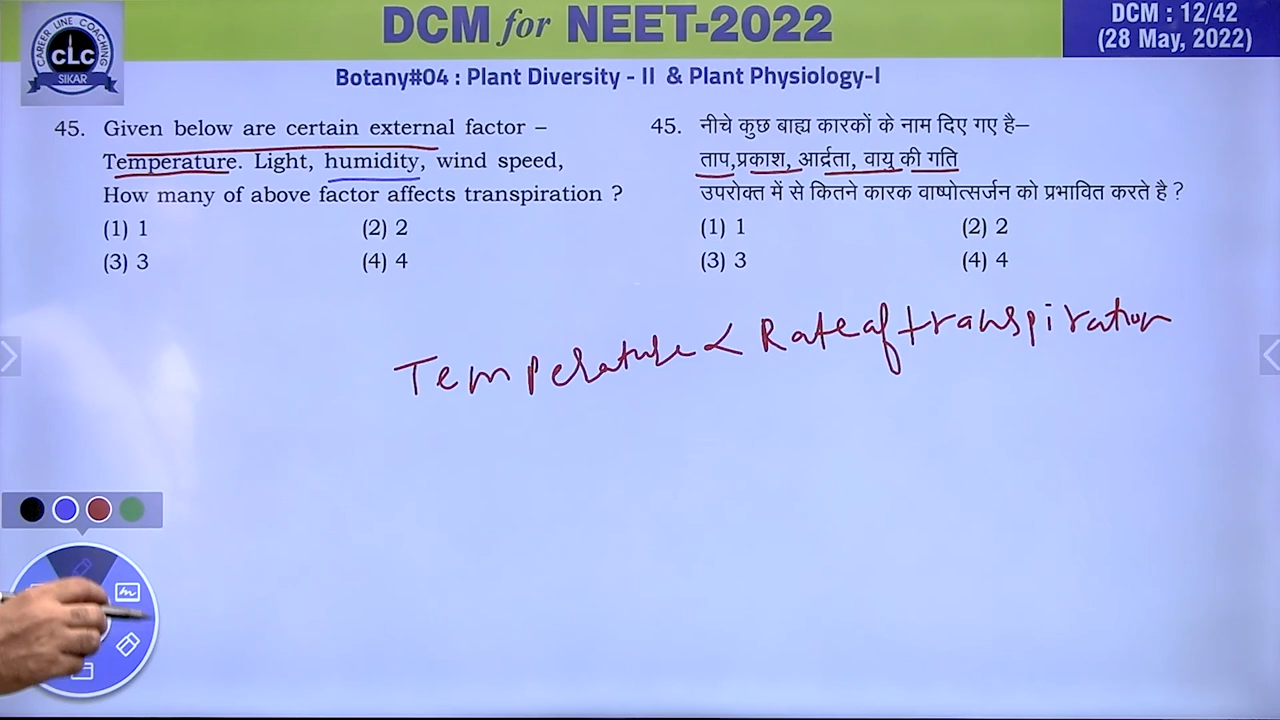 DCM for NEET-2022
DCM : 12/42
(28 May, 2022)
CAREER LINE COACHING
CLC
SIKAR
Botany#04 : Plant Diversity - II & Plant Physiology-I
45. Given below are certain external factor –
Temperature. Light, humidity, wind speed,
How many of above factor affects transpiration ?
(1) 1 (2) 2
(3) 3 (4) 4
45. नीचे कुछ बाह्य कारकों के नाम दिए गए है–
ताप,प्रकाश, आर्द्रता, वायु की गति
उपरोक्त में से कितने कारक वाष्पोत्सर्जन को प्रभावित करते है ?
(1) 1 (2) 2
(3) 3 (4) 4
Temperature ∝ Rate of transpiration